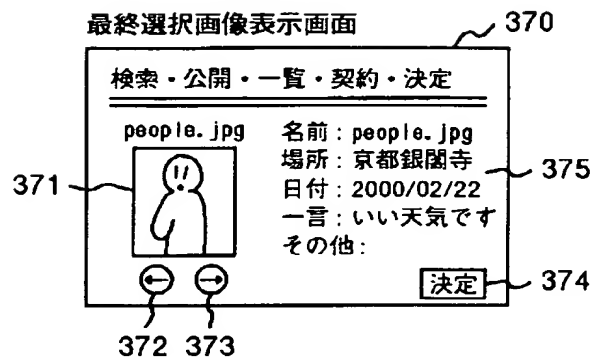 最終選択画像表示画面
370
検索・公開・一覧・契約・決定
people.jpg
371
372
373
名前：people.jpg
場所：京都銀閣寺
日付：2000/02/22
一言：いい天気です
その他：
375
決定
374